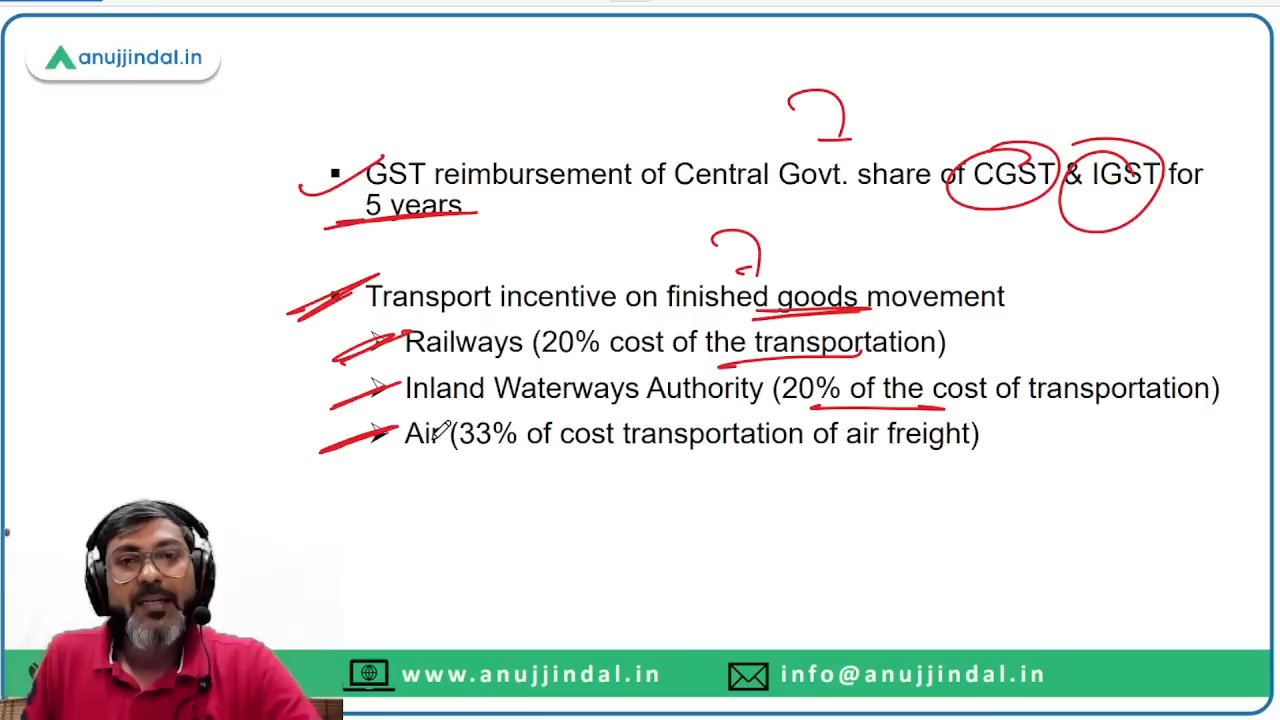 anujjindal.in
GST reimbursement of Central Govt. share of CGST & IGST for
5 years
Transport incentive on finished goods movement
Railways (20% cost of the transportation)
Inland Waterways Authority (20% of the cost of transportation)
Air (33% of cost transportation of air freight)
www.anujjindal.in
info@anujjindal.in